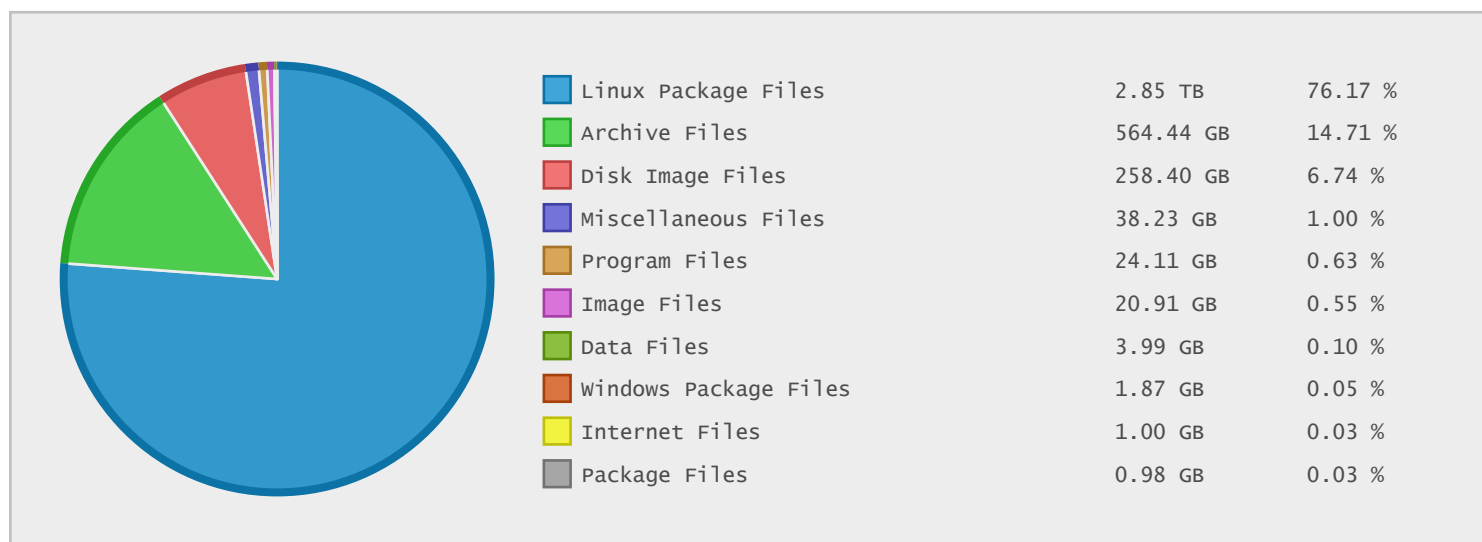 Linux Package Files 2.85 TB 76.17 %
Archive Files 564.44 GB 14.71 %
Disk Image Files 258.40 GB 6.74 %
Miscellaneous Files 38.23 GB 1.00 %
Program Files 24.11 GB 0.63 %
Image Files 20.91 GB 0.55 %
Data Files 3.99 GB 0.10 %
Windows Package Files 1.87 GB 0.05 %
Internet Files 1.00 GB 0.03 %
Package Files 0.98 GB 0.03 %